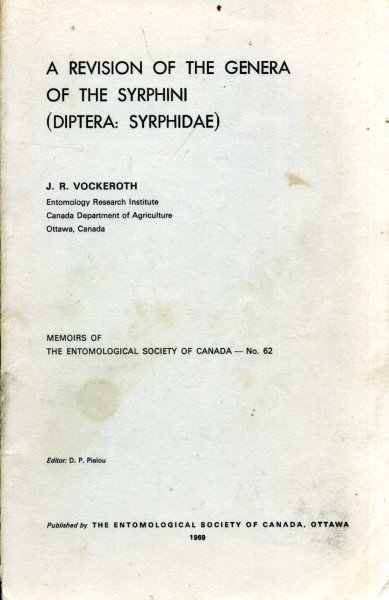 A REVISION OF THE GENERA
OF THE SYRPHINI
(DIPTERA: SYRPHIDAE)
J. R. VOCKEROTH
Entomology Research Institute
Canada Department of Agriculture
Ottawa, Canada
MEMOIRS OF
THE ENTOMOLOGICAL SOCIETY OF CANADA — No. 62
Editor: D. P. Pielou
Published by THE ENTOMOLOGICAL SOCIETY OF CANADA, OTTAWA
1969